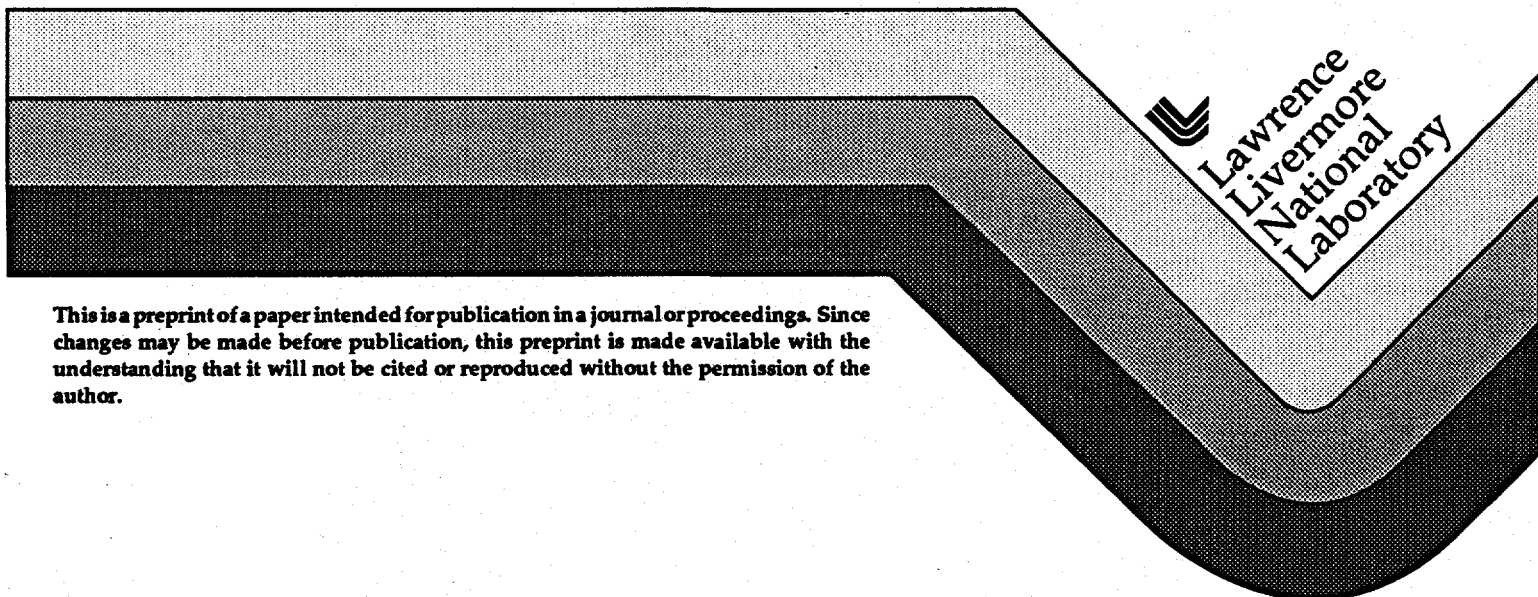 Lawrence
Livermore
National
Laboratory
This is a preprint of a paper intended for publication in a journal or proceedings. Since
changes may be made before publication, this preprint is made available with the
understanding that it will not be cited or reproduced without the permission of the
author.